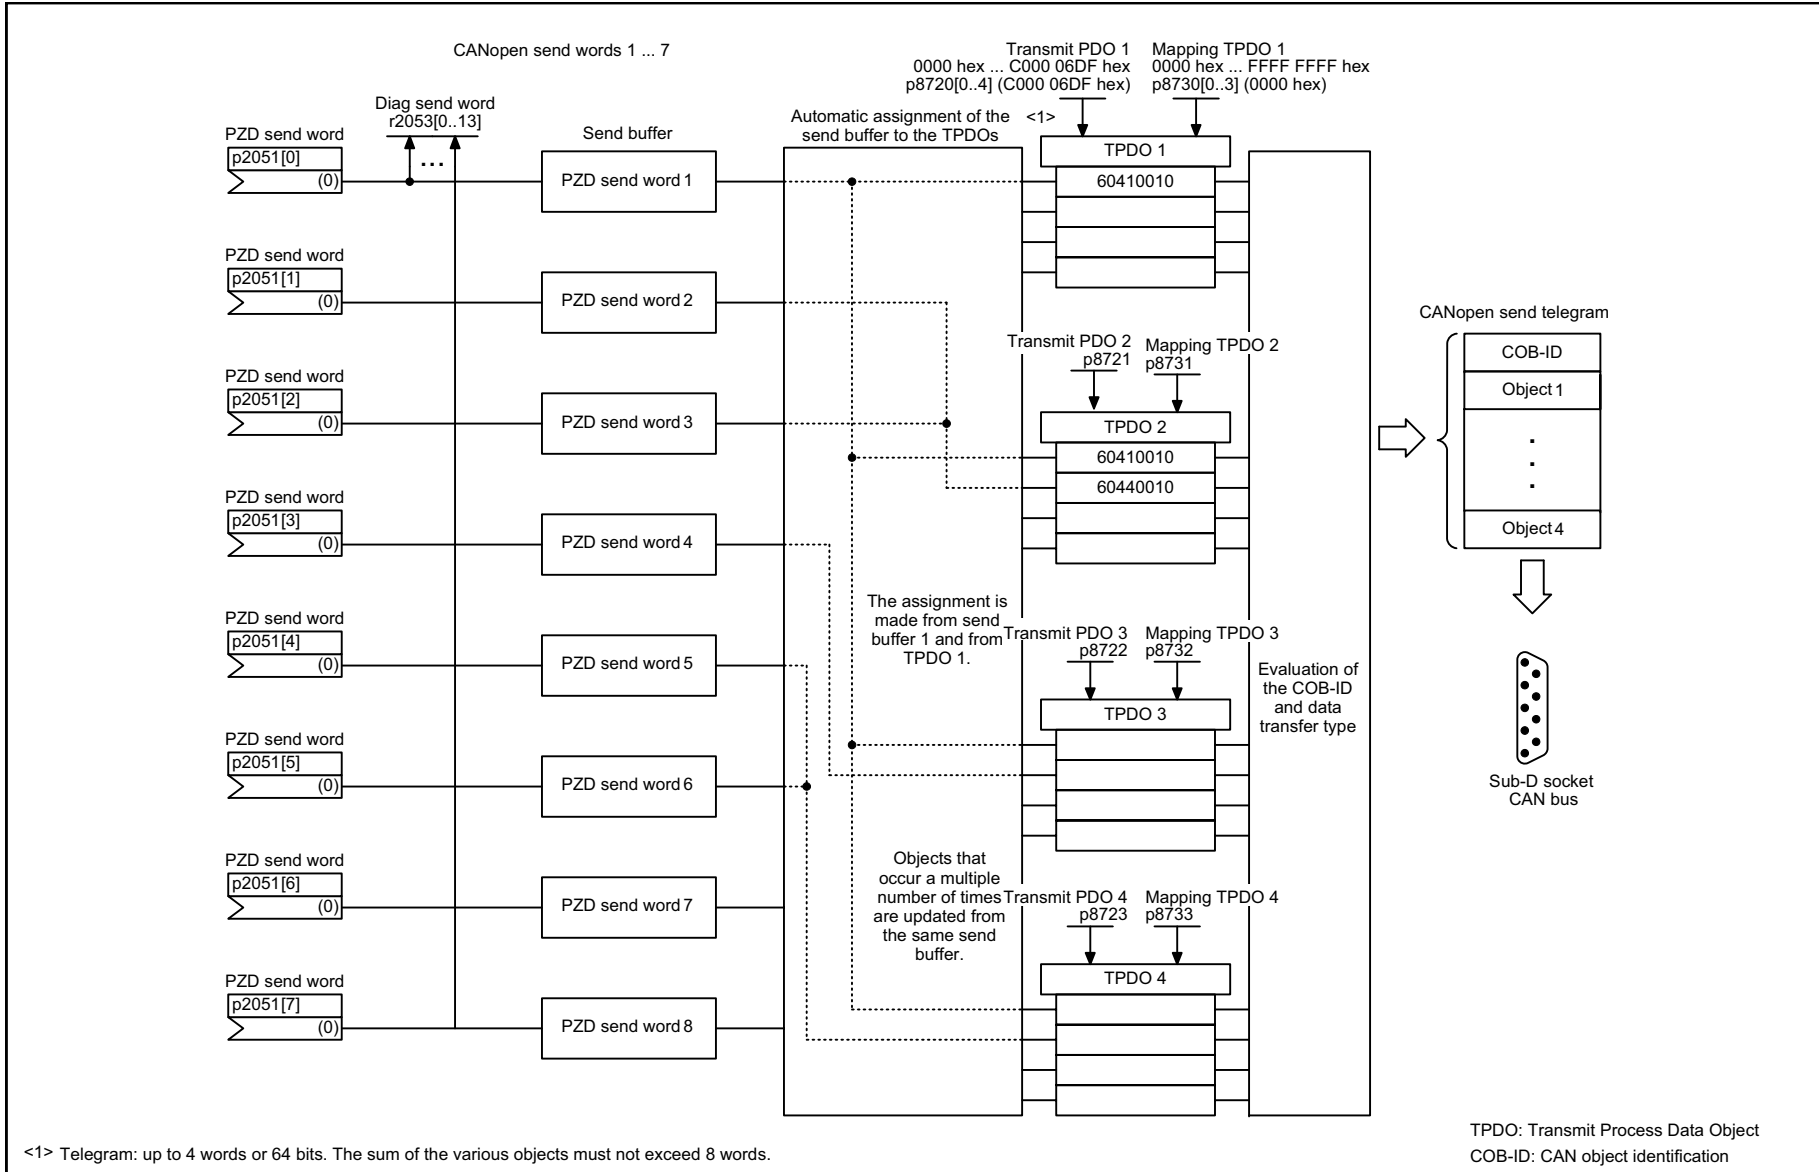 CANopen send words 1 ... 7
Transmit PDO 1
0000 hex ... C000 06DF hex
p8720[0..4] (C000 06DF hex)
Mapping TPDO 1
0000 hex ... FFFF FFFF hex
p8730[0..3] (0000 hex)
Diag send word
r2053[0..13]
...
Send buffer
Automatic assignment of the
send buffer to the TPDOs
<1>
PZD send word
p2051[0]
(0)
PZD send word 1
TPDO 1
60410010
PZD send word
p2051[1]
(0)
PZD send word 2
PZD send word
p2051[2]
(0)
PZD send word 3
Transmit PDO 2
p8721
Mapping TPDO 2
p8731
TPDO 2
60410010
60440010
PZD send word
p2051[3]
(0)
PZD send word 4
The assignment is
made from send
buffer 1 and from
TPDO 1.
PZD send word
p2051[4]
(0)
PZD send word 5
Transmit PDO 3
p8722
Mapping TPDO 3
p8732
TPDO 3
PZD send word
p2051[5]
(0)
PZD send word 6
PZD send word
p2051[6]
(0)
PZD send word 7
Objects that
occur a multiple
number of times
are updated from
the same send
buffer.
Transmit PDO 4
p8723
Mapping TPDO 4
p8733
TPDO 4
PZD send word
p2051[7]
(0)
PZD send word 8
Evaluation of
the COB-ID
and data
transfer type
CANopen send telegram
COB-ID
Object 1
.
.
.
Object 4
Sub-D socket
CAN bus
<1> Telegram: up to 4 words or 64 bits. The sum of the various objects must not exceed 8 words.
TPDO: Transmit Process Data Object
COB-ID: CAN object identification